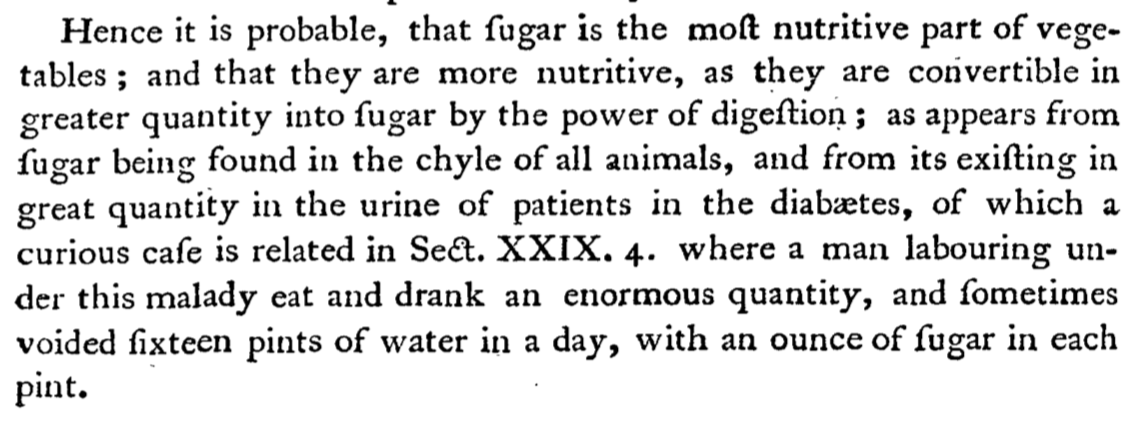 Hence it is probable, that ſugar is the moſt nutritive part of vege-
tables ; and that they are more nutritive, as they are convertible in
greater quantity into ſugar by the power of digeſtion ; as appears from
ſugar being found in the chyle of all animals, and from its exiſting in
great quantity in the urine of patients in the diabætes, of which a
curious caſe is related in Sect. XXIX. 4. where a man labouring un-
der this malady eat and drank an enormous quantity, and ſometimes
voided ſixteen pints of water in a day, with an ounce of ſugar in each
pint.